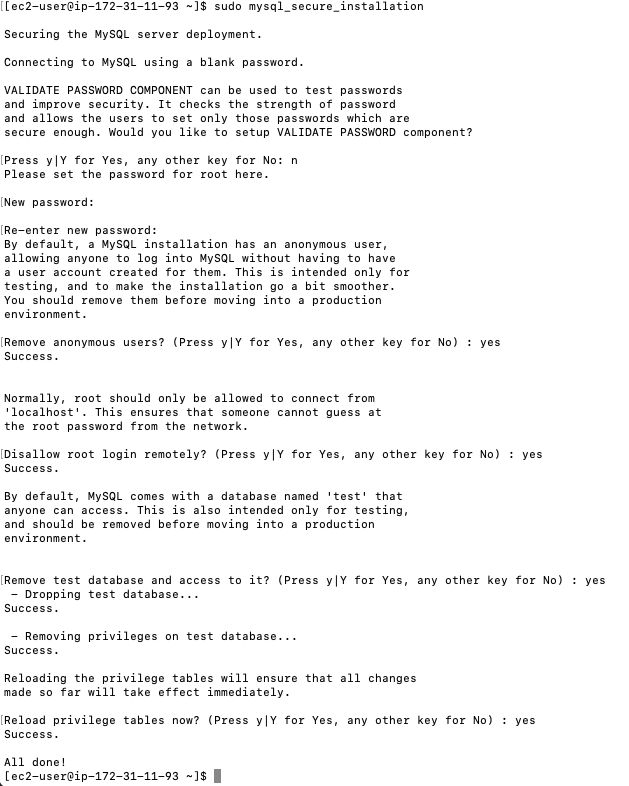 [[ec2-user@ip-172-31-11-93 ~]$ sudo mysql_secure_installation
Securing the MySQL server deployment.
Connecting to MySQL using a blank password.
VALIDATE PASSWORD COMPONENT can be used to test passwords
and improve security. It checks the strength of password
and allows the users to set only those passwords which are
secure enough. Would you like to setup VALIDATE PASSWORD component?
[Press y|Y for Yes, any other key for No: n
Please set the password for root here.
[New password:
[Re-enter new password:
By default, a MySQL installation has an anonymous user,
allowing anyone to log into MySQL without having to have
a user account created for them. This is intended only for
testing, and to make the installation go a bit smoother.
You should remove them before moving into a production
environment.
[Remove anonymous users? (Press y|Y for Yes, any other key for No) : yes
Success.
Normally, root should only be allowed to connect from
'localhost'. This ensures that someone cannot guess at
the root password from the network.
[Disallow root login remotely? (Press y|Y for Yes, any other key for No) : yes
Success.
By default, MySQL comes with a database named 'test' that
anyone can access. This is also intended only for testing,
and should be removed before moving into a production
environment.
[Remove test database and access to it? (Press y|Y for Yes, any other key for No) : yes
- Dropping test database...
Success.
- Removing privileges on test database...
Success.
Reloading the privilege tables will ensure that all changes
made so far will take effect immediately.
[Reload privilege tables now? (Press y|Y for Yes, any other key for No) : yes
Success.
All done!
[ec2-user@ip-172-31-11-93 ~]$